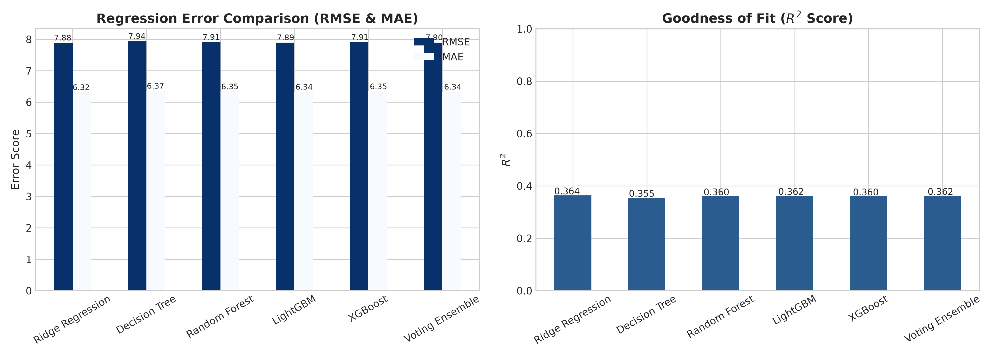 Regression Error Comparison (RMSE & MAE)
Error Score
8
7
6
5
4
3
2
1
0
7.88
7.94
7.91
7.89
7.91
7.90
6.32
6.37
6.35
6.34
6.35
6.34
RMSE
MAE
Ridge Regression
Decision Tree
Random Forest
LightGBM
XGBoost
Voting Ensemble
Goodness of Fit (R² Score)
R²
1.0
0.8
0.6
0.4
0.2
0.0
0.364
0.355
0.360
0.362
0.360
0.362
Ridge Regression
Decision Tree
Random Forest
LightGBM
XGBoost
Voting Ensemble